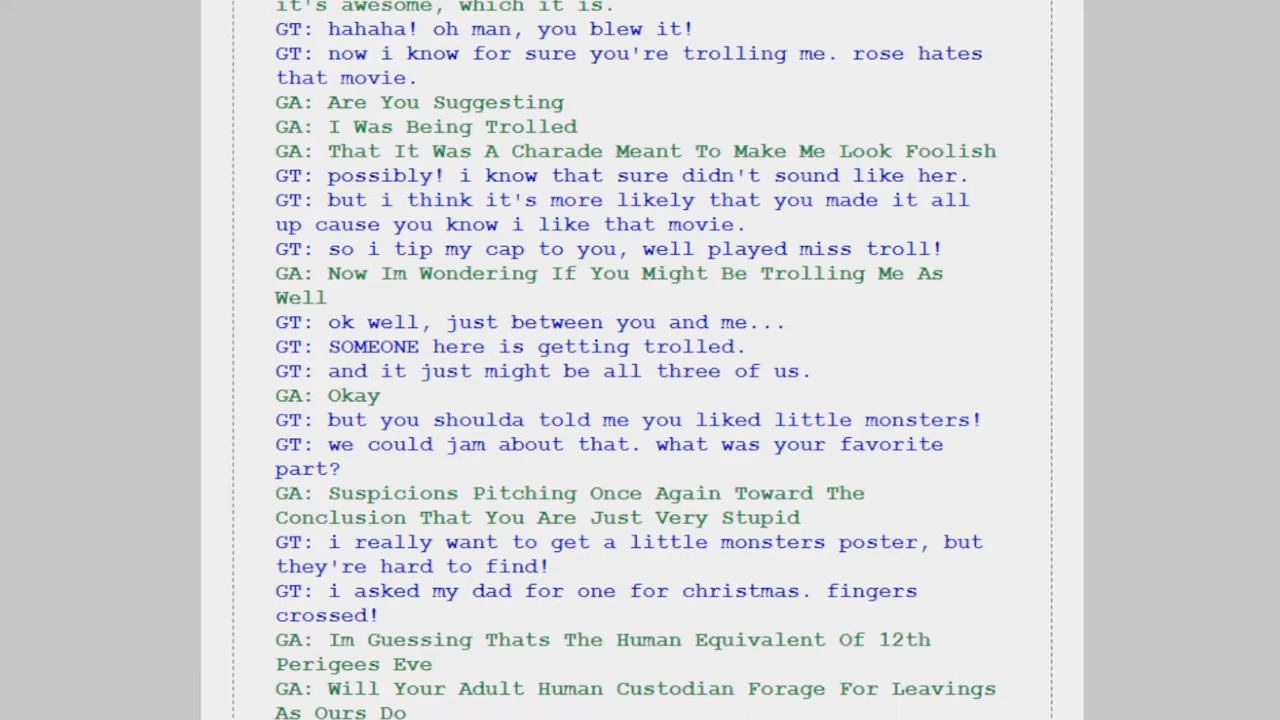 it's awesome, which it is.
GT: hahaha! oh man, you blew it!
GT: now i know for sure you're trolling me. rose hates
that movie.
GA: Are You Suggesting
GA: I Was Being Trolled
GA: That It Was A Charade Meant To Make Me Look Foolish
GT: possibly! i know that sure didn't sound like her.
GT: but i think it's more likely that you made it all
up cause you know i like that movie.
GT: so i tip my cap to you, well played miss troll!
GA: Now Im Wondering If You Might Be Trolling Me As
Well
GT: ok well, just between you and me...
GT: SOMEONE here is getting trolled.
GT: and it just might be all three of us.
GA: Okay
GT: but you shoulda told me you liked little monsters!
GT: we could jam about that. what was your favorite
part?
GA: Suspicions Pitching Once Again Toward The
Conclusion That You Are Just Very Stupid
GT: i really want to get a little monsters poster, but
they're hard to find!
GT: i asked my dad for one for christmas. fingers
crossed!
GA: Im Guessing Thats The Human Equivalent Of 12th
Perigees Eve
GA: Will Your Adult Human Custodian Forage For Leavings
As Ours Do